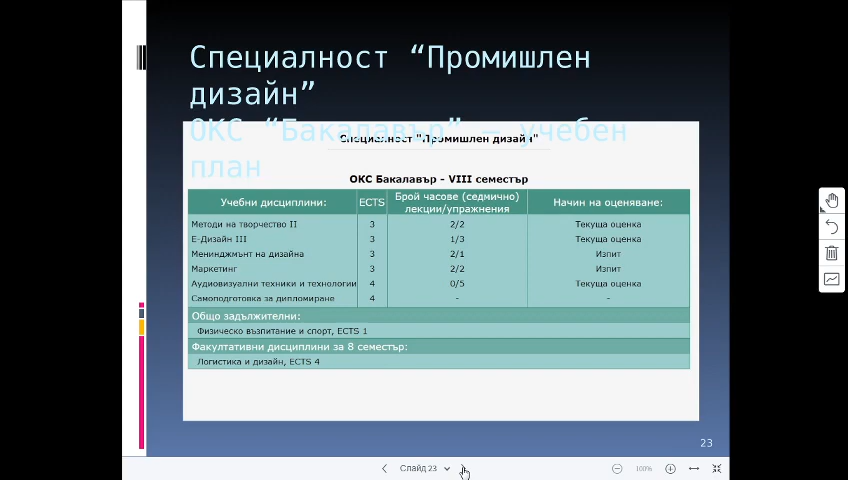 Специалност “Промишлен
дизайн”
ОКС “Бакалавър” – учебен
план
Специалност "Промишлен дизайн"
ОКС Бакалавър - VIII семестър
Учебни дисциплини: ECTS Брой часове (седмично) лекции/упражнения Начин на оценяване:
Методи на творчество II 3 2/2 Текуща оценка
Е-Дизайн III 3 1/3 Текуща оценка
Мениджмънт на дизайна 3 2/1 Изпит
Маркетинг 3 2/2 Изпит
Аудиовизуални техники и технологии 4 0/5 Текуща оценка
Самоподготовка за дипломиране 4 - -
Общо задължителни:
Физическо възпитание и спорт, ECTS 1
Факултативни дисциплини за 8 семестър:
Логистика и дизайн, ECTS 4
23
Слайд 23
100%